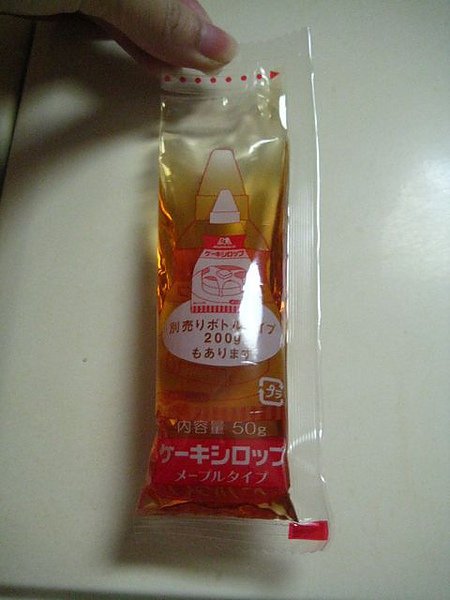 ケーキシロップ
別売りボトルタイプ
200g
もあります
プラ
内容量 50g
ケーキシロップ
メープルタイプ